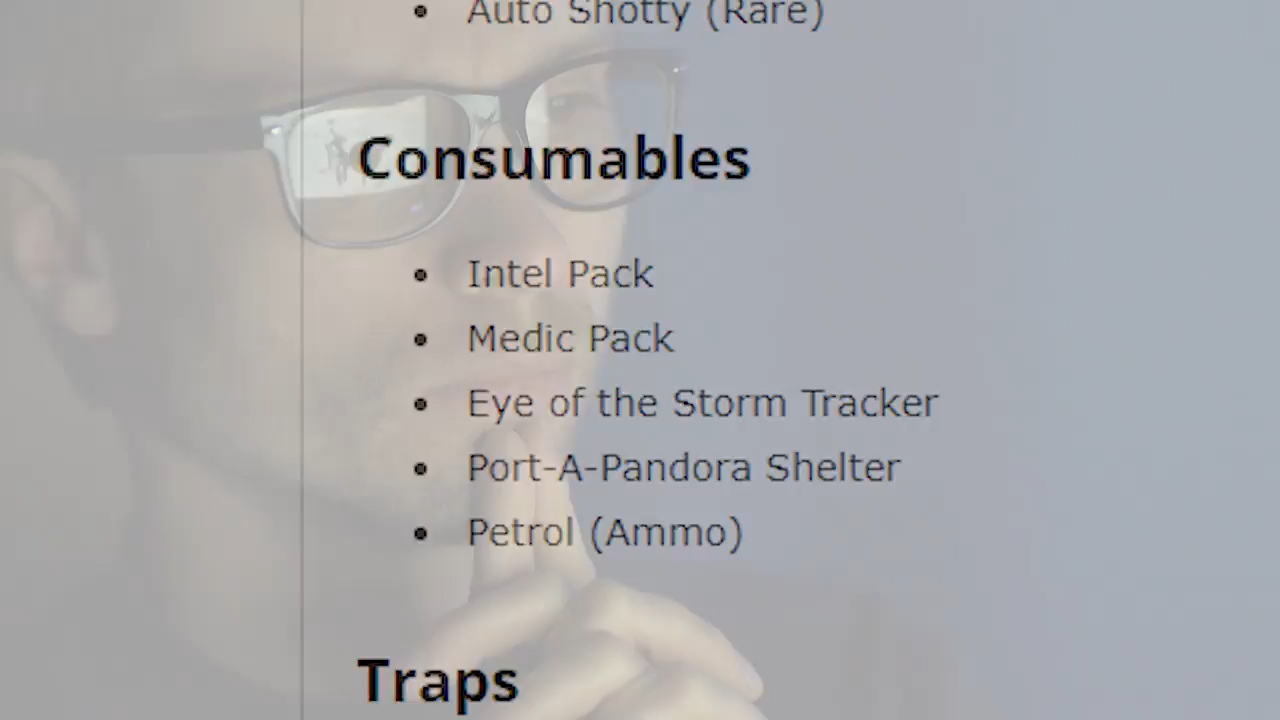 Auto Shotty (Rare)
Consumables
Intel Pack
Medic Pack
Eye of the Storm Tracker
Port-A-Pandora Shelter
Petrol (Ammo)
Traps